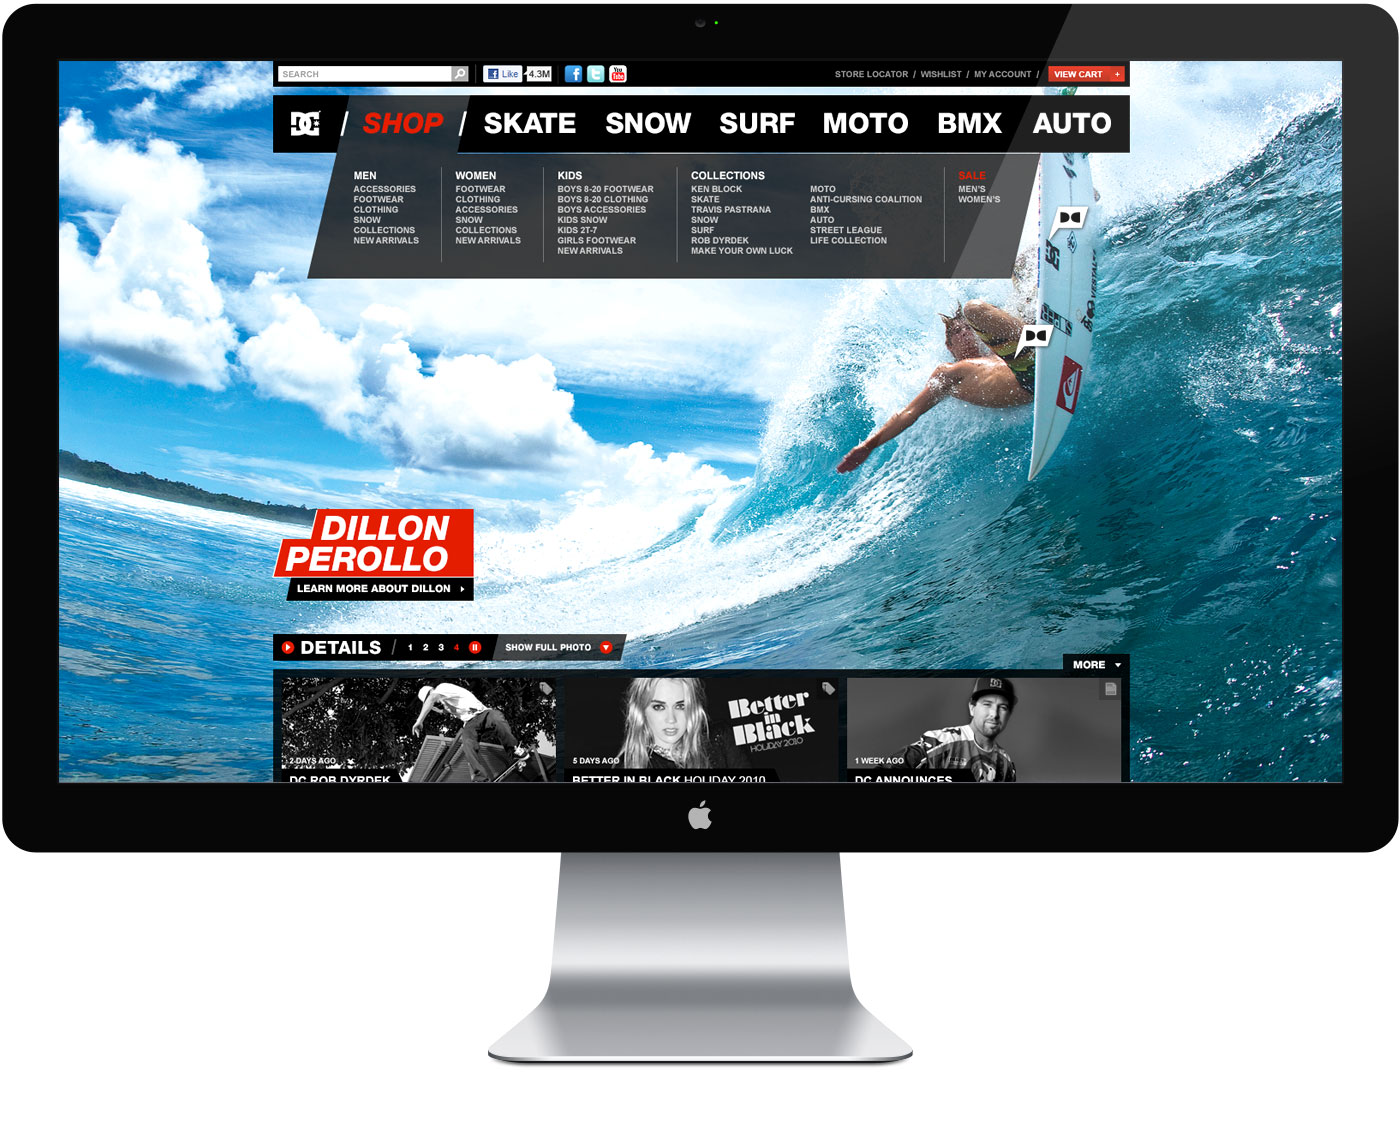 SEARCH
Like 4.3M
You Tube
STORE LOCATOR / WISHLIST / MY ACCOUNT / VIEW CART +
DC / SHOP / SKATE SNOW SURF MOTO BMX AUTO
MEN
ACCESSORIES
FOOTWEAR
CLOTHING
SNOW
COLLECTIONS
NEW ARRIVALS
WOMEN
FOOTWEAR
CLOTHING
ACCESSORIES
SNOW
COLLECTIONS
NEW ARRIVALS
KIDS
BOYS 8-20 FOOTWEAR
BOYS 8-20 CLOTHING
BOYS ACCESSORIES
KIDS SNOW
KIDS 2T-7
GIRLS FOOTWEAR
NEW ARRIVALS
COLLECTIONS
KEN BLOCK
SKATE
TRAVIS PASTRANA
SNOW
SURF
ROB DYRDEK
MAKE YOUR OWN LUCK
MOTO
ANTI-CURSING COALITION
BMX
AUTO
STREET LEAGUE
LIFE COLLECTION
SALE
MEN'S
WOMEN'S
DILLON
PEROLLO
LEARN MORE ABOUT DILLON
DETAILS / 1 2 3 4
SHOW FULL PHOTO
MORE
2 DAYS AGO
DC ROB DYRDEK
Better
in
Black
HOLIDAY 2010
5 DAYS AGO
BETTER IN BLACK HOLIDAY 2010
1 WEEK AGO
DC ANNOUNCES